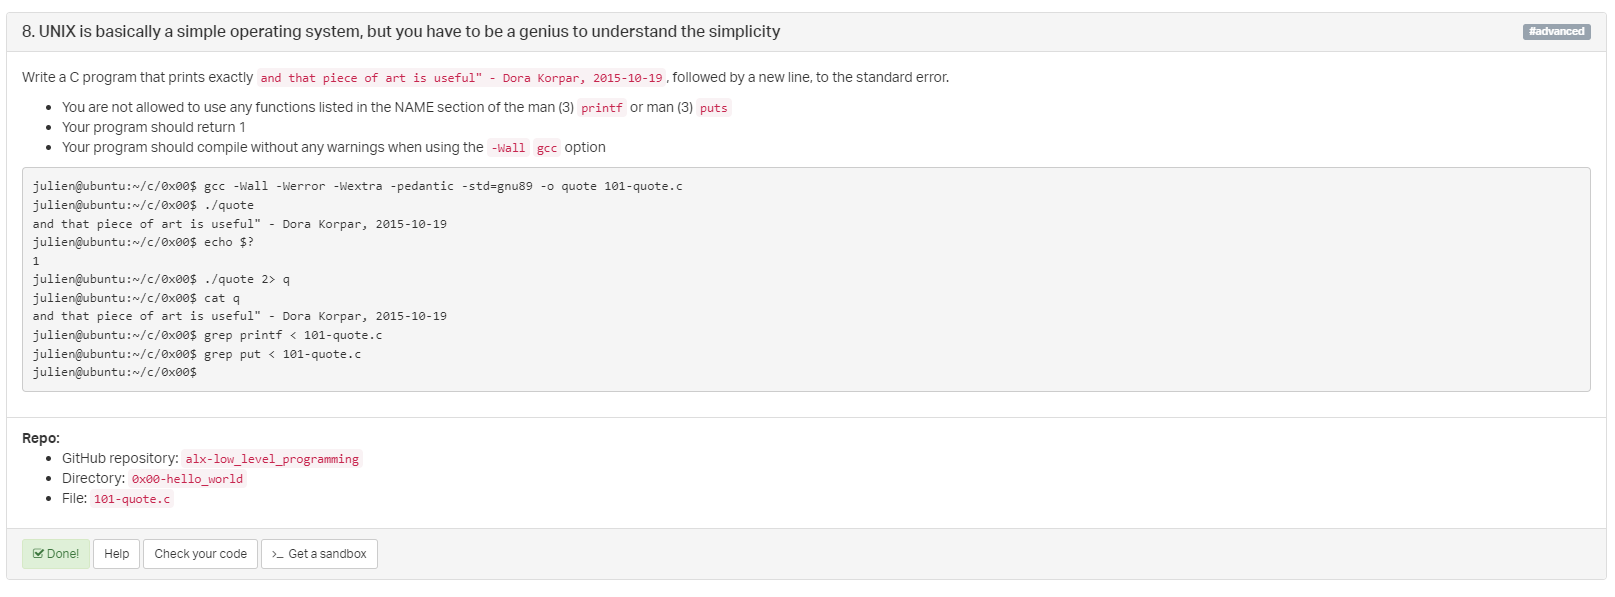 8. UNIX is basically a simple operating system, but you have to be a genius to understand the simplicity
#advanced
Write a C program that prints exactly and that piece of art is useful" - Dora Korpar, 2015-10-19 , followed by a new line, to the standard error.
You are not allowed to use any functions listed in the NAME section of the man (3) printf or man (3) puts
Your program should return 1
Your program should compile without any warnings when using the -Wall gcc option
julien@ubuntu:~/c/0x00$ gcc -Wall -Werror -Wextra -pedantic -std=gnu89 -o quote 101-quote.c
julien@ubuntu:~/c/0x00$ ./quote
and that piece of art is useful" - Dora Korpar, 2015-10-19
julien@ubuntu:~/c/0x00$ echo $?
1
julien@ubuntu:~/c/0x00$ ./quote 2> q
julien@ubuntu:~/c/0x00$ cat q
and that piece of art is useful" - Dora Korpar, 2015-10-19
julien@ubuntu:~/c/0x00$ grep printf < 101-quote.c
julien@ubuntu:~/c/0x00$ grep put < 101-quote.c
julien@ubuntu:~/c/0x00$
Repo:
GitHub repository: alx-low_level_programming
Directory: 0x00-hello_world
File: 101-quote.c
Done! Help Check your code >_ Get a sandbox